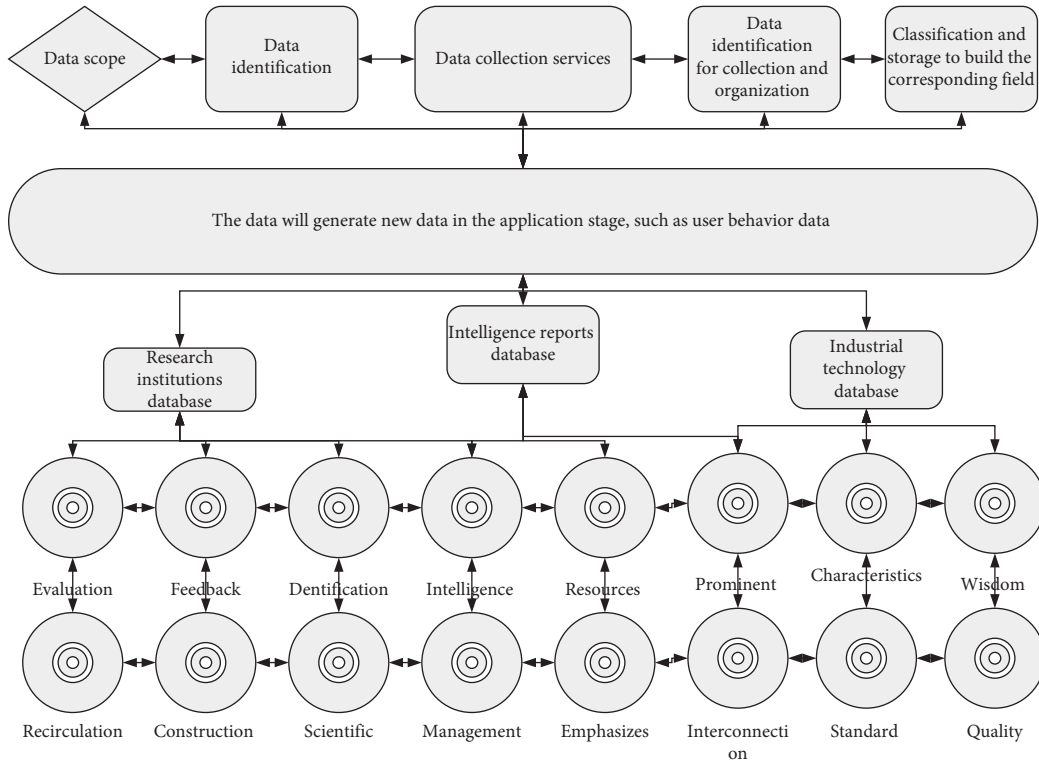 Data scope
Data
identification
Data collection services
Data
identification
for collection and
organization
Classification and
storage to build the
corresponding field
The data will generate new data in the application stage, such as user behavior data
Research
institutions
database
Intelligence reports
database
Industrial
technology
database
Evaluation
Feedback
Dentification
Intelligence
Resources
Prominent
Characteristics
Wisdom
Recirculation
Construction
Scientific
Management
Emphasizes
Interconnecti
on
Standard
Quality